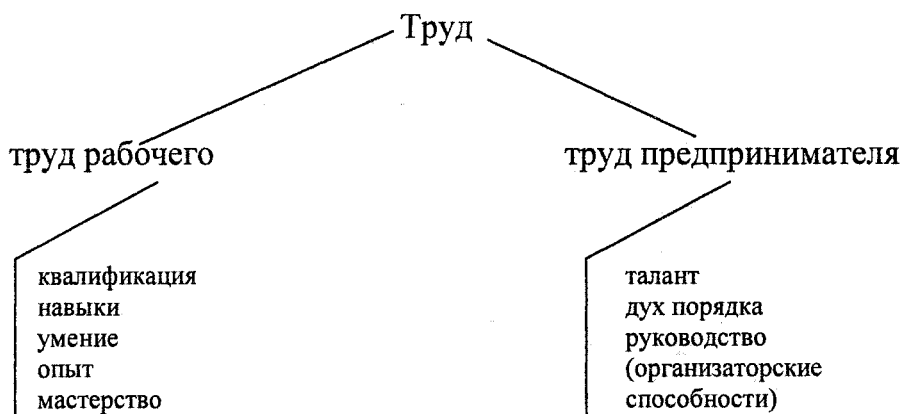 Труд
труд рабочего
труд предпринимателя
квалификация
навыки
умение
опыт
мастерство
талант
дух порядка
руководство
(организаторские
способности)